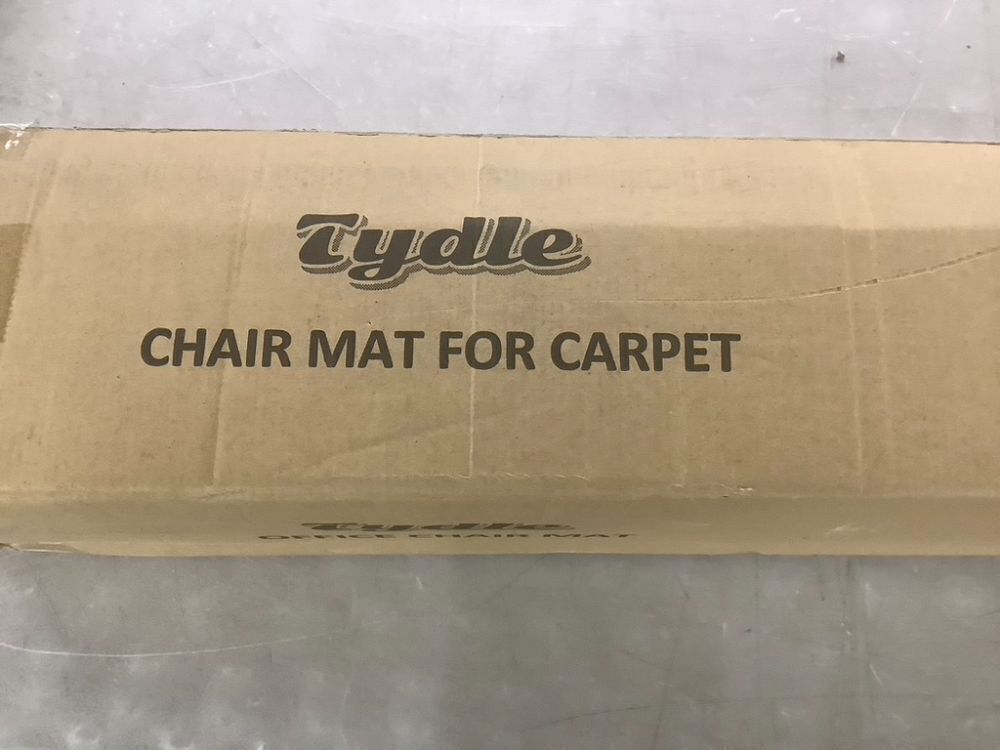 Tydle
CHAIR MAT FOR CARPET
Tydle
OFFICE CHAIR MAT